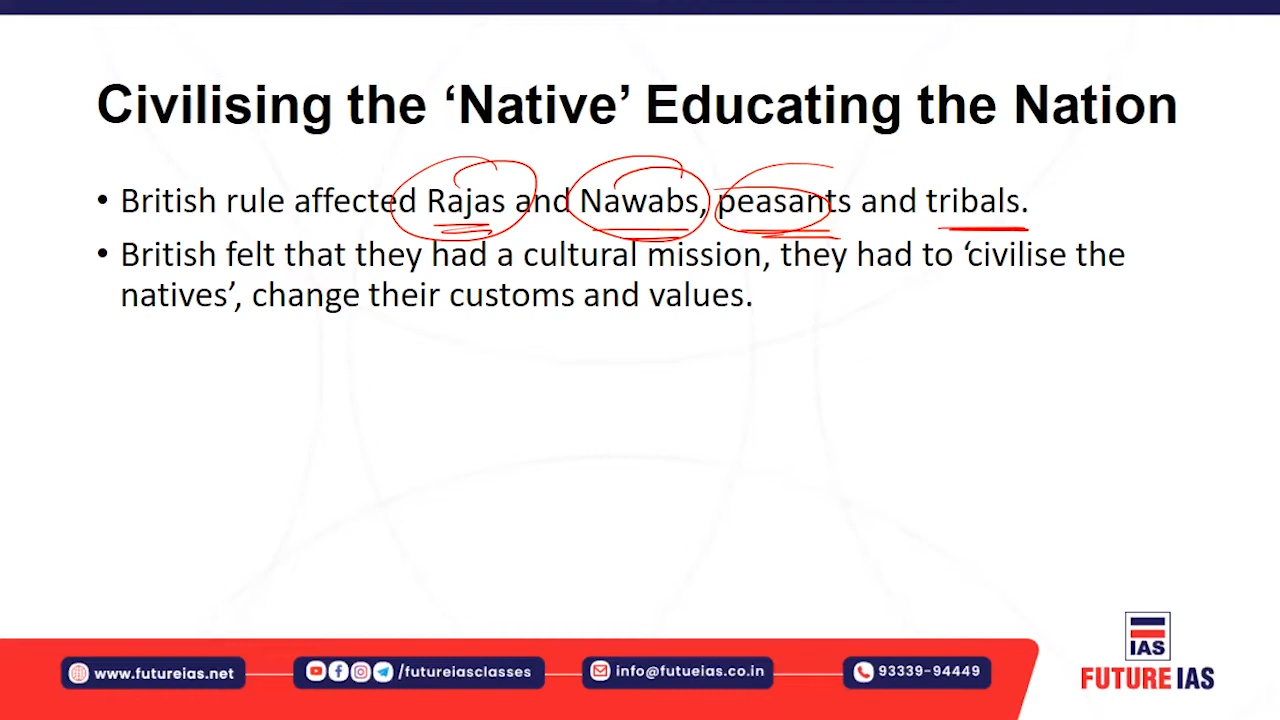 Civilising the ‘Native’ Educating the Nation
• British rule affected Rajas and Nawabs, peasants and tribals.
• British felt that they had a cultural mission, they had to ‘civilise the
natives’, change their customs and values.
www.futureias.net
/futureiasclasses
info@futueias.co.in
93339-94449
IAS
FUTURE IAS